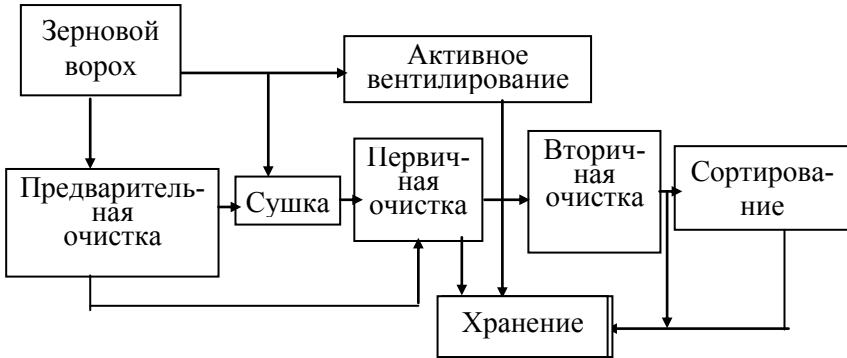 Зерновой
ворох
Активное
вентилирование
Предваритель-
ная
очистка
Сушка
Первич-
ная
очистка
Вторич-
ная
очистка
Сортирова-
ние
Хранение